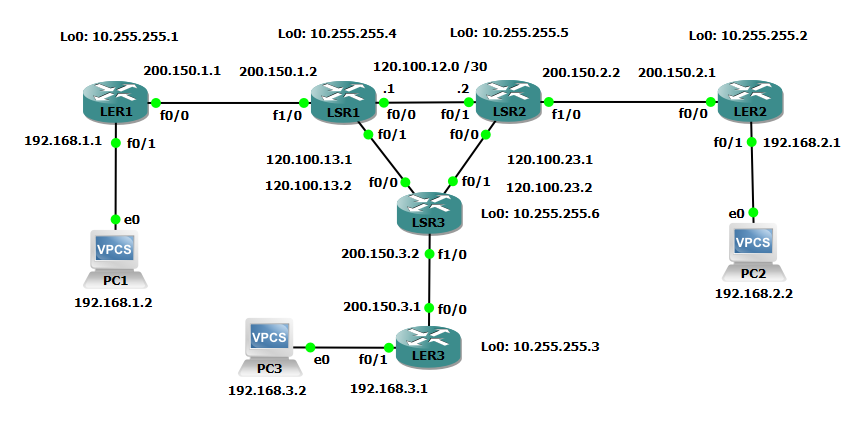 Lo0: 10.255.255.1
Lo0: 10.255.255.4
Lo0: 10.255.255.5
Lo0: 10.255.255.2
200.150.1.1
200.150.1.2
120.100.12.0 /30
.1
.2
200.150.2.2
200.150.2.1
LER1
f0/0
f1/0
LSR1
f0/0
f0/1
LSR2
f1/0
f0/0
LER2
192.168.1.1
f0/1
f0/1
f0/0
f0/1
192.168.2.1
120.100.13.1
120.100.13.2
f0/0
f0/1
120.100.23.1
120.100.23.2
LSR3
Lo0: 10.255.255.6
e0
VPCS
PC1
192.168.1.2
e0
VPCS
PC2
192.168.2.2
200.150.3.2
f1/0
200.150.3.1
f0/0
VPCS
PC3
e0
f0/1
LER3
Lo0: 10.255.255.3
192.168.3.2
192.168.3.1